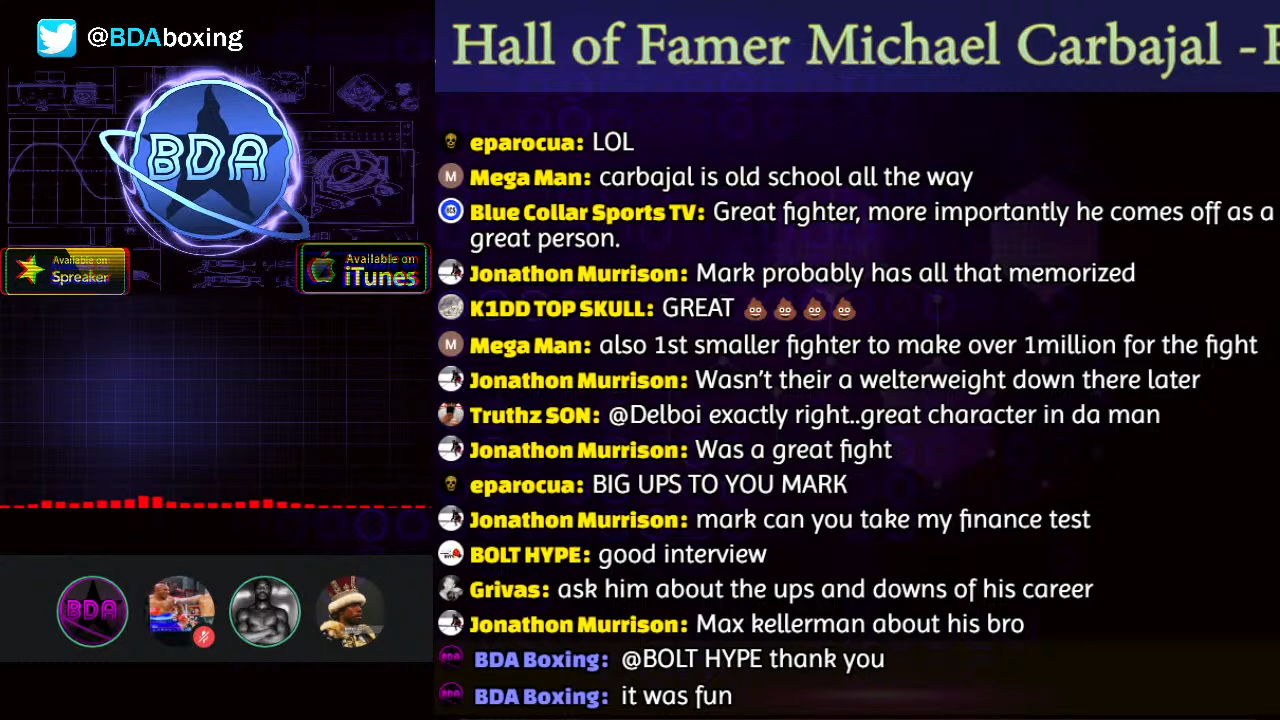 @BDAboxing
BDA
Available on
Spreaker
Available on
iTunes
Hall of Famer Michael Carbajal -
eparocua: LOL
M Mega Man: carbajal is old school all the way
Blue Collar Sports TV: Great fighter, more importantly he comes off as a
great person.
Jonathon Murrison: Mark probably has all that memorized
K1DD TOP SKULL: GREAT 💩 💩 💩 💩
M Mega Man: also 1st smaller fighter to make over 1million for the fight
Jonathon Murrison: Wasn't their a welterweight down there later
Truthz SON: @Delboi exactly right..great character in da man
Jonathon Murrison: Was a great fight
eparocua: BIG UPS TO YOU MARK
Jonathon Murrison: mark can you take my finance test
BOLT HYPE: good interview
Grivas: ask him about the ups and downs of his career
Jonathon Murrison: Max kellerman about his bro
BDA Boxing: @BOLT HYPE thank you
BDA Boxing: it was fun
BDA